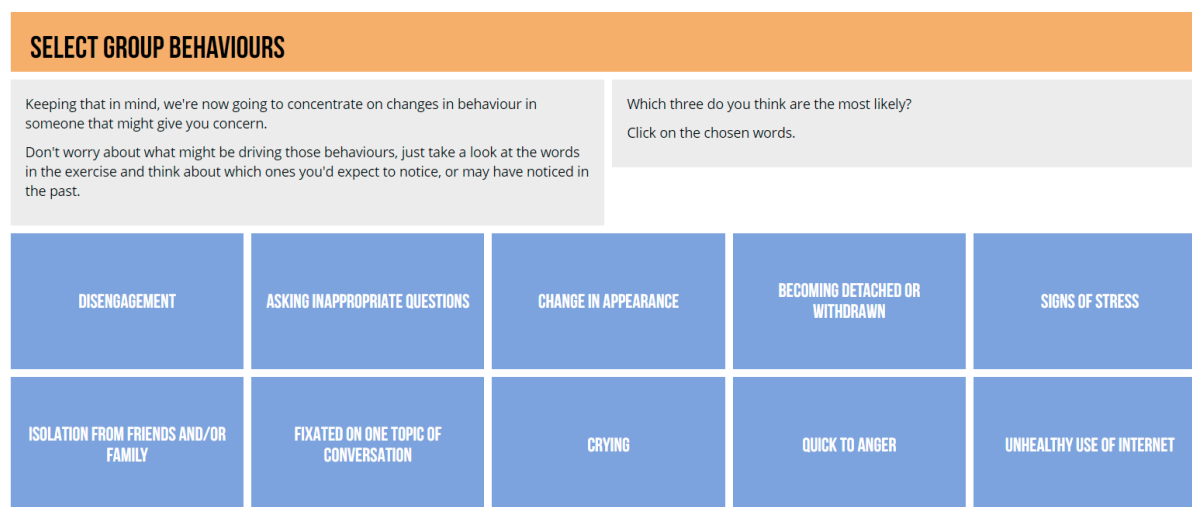 SELECT GROUP BEHAVIOURS
Keeping that in mind, we're now going to concentrate on changes in behaviour in
someone that might give you concern.
Don't worry about what might be driving those behaviours, just take a look at the words
in the exercise and think about which ones you'd expect to notice, or may have noticed in
the past.
Which three do you think are the most likely?
Click on the chosen words.
DISENGAGEMENT
ASKING INAPPROPRIATE QUESTIONS
CHANGE IN APPEARANCE
BECOMING DETACHED OR
WITHDRAWN
SIGNS OF STRESS
ISOLATION FROM FRIENDS AND/OR
FAMILY
FIXATED ON ONE TOPIC OF
CONVERSATION
CRYING
QUICK TO ANGER
UNHEALTHY USE OF INTERNET